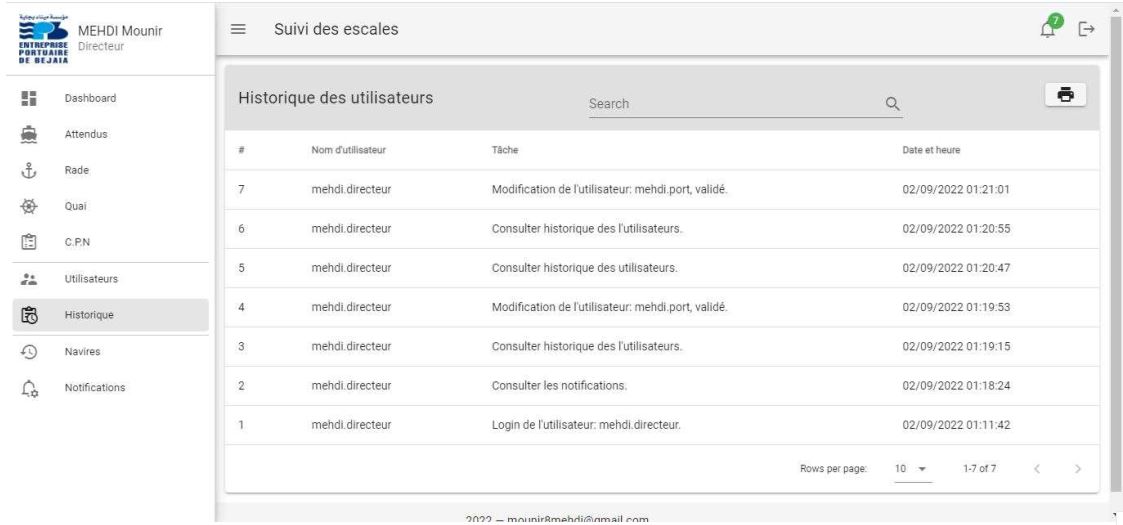 ENTREPRISE
PORTUAIRE
DE BEJAIA
MEHDI Mounir
Directeur
Suivi des escales
7
Dashboard
Attendus
Rade
Quai
C.P.N
Utilisateurs
Historique
Navires
Notifications
Historique des utilisateurs
Search
# Nom d'utilisateur Tâche Date et heure
7 mehdi.directeur Modification de l'utilisateur: mehdi.port, validé. 02/09/2022 01:21:01
6 mehdi.directeur Consulter historique des l'utilisateurs. 02/09/2022 01:20:55
5 mehdi.directeur Consulter historique des utilisateurs. 02/09/2022 01:20:47
4 mehdi.directeur Modification de l'utilisateur: mehdi.port, validé. 02/09/2022 01:19:53
3 mehdi.directeur Consulter historique des l'utilisateurs. 02/09/2022 01:19:15
2 mehdi.directeur Consulter les notifications. 02/09/2022 01:18:24
1 mehdi.directeur Login de l'utilisateur: mehdi.directeur. 02/09/2022 01:11:42
Rows per page: 10 1-7 of 7
2022 — mounir8mehdi@gmail.com